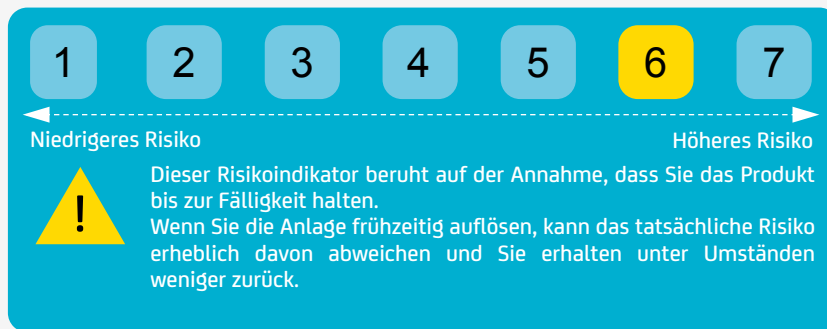 1 2 3 4 5 6 7
Niedrigeres Risiko Höheres Risiko
!
Dieser Risikoindikator beruht auf der Annahme, dass Sie das Produkt
bis zur Fälligkeit halten.
Wenn Sie die Anlage frühzeitig auflösen, kann das tatsächliche Risiko
erheblich davon abweichen und Sie erhalten unter Umständen
weniger zurück.